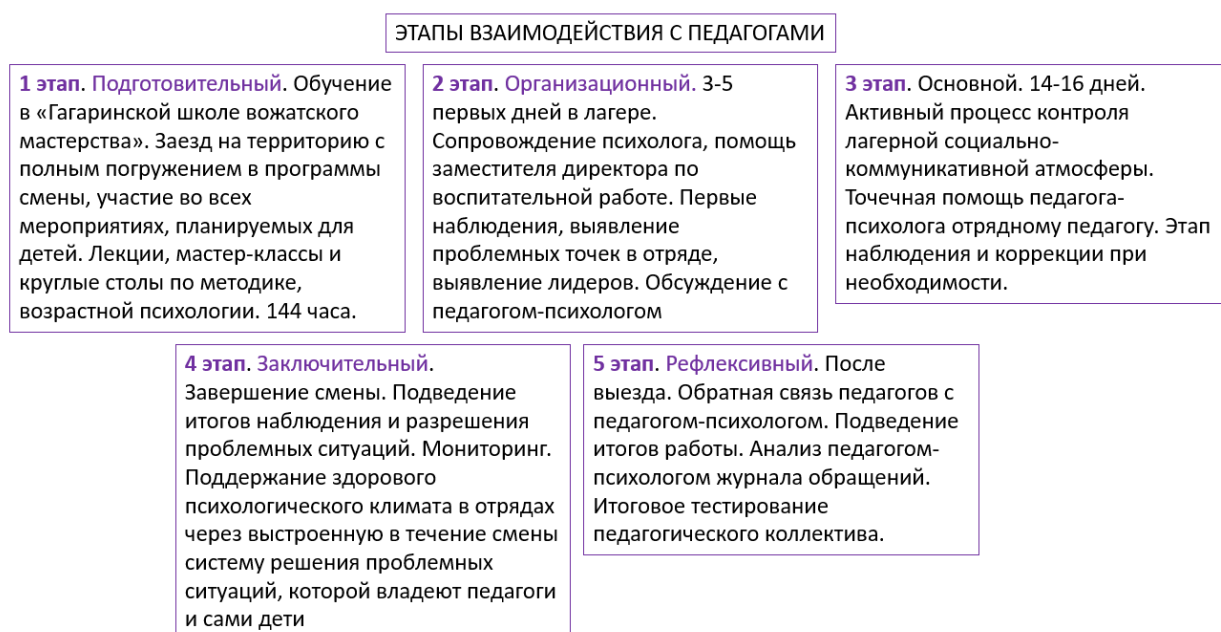 ЭТАПЫ ВЗАИМОДЕЙСТВИЯ С ПЕДАГОГАМИ
1 этап. Подготовительный. Обучение
в «Гагаринской школе вожатского
мастерства». Заезд на территорию с
полным погружением в программы
смены, участие во всех
мероприятиях, планируемых для
детей. Лекции, мастер-классы и
круглые столы по методике,
возрастной психологии. 144 часа.
2 этап. Организационный. 3-5
первых дней в лагере.
Сопровождение психолога, помощь
заместителя директора по
воспитательной работе. Первые
наблюдения, выявление
проблемных точек в отряде,
выявление лидеров. Обсуждение с
педагогом-психологом
3 этап. Основной. 14-16 дней.
Активный процесс контроля
лагерной социально-
коммуникативной атмосферы.
Точечная помощь педагога-
психолога отрядному педагогу. Этап
наблюдения и коррекции при
необходимости.
4 этап. Заключительный.
Завершение смены. Подведение
итогов наблюдения и разрешения
проблемных ситуаций. Мониторинг.
Поддержание здорового
психологического климата в отрядах
через выстроенную в течение смены
систему решения проблемных
ситуаций, которой владеют педагоги
и сами дети
5 этап. Рефлексивный. После
выезда. Обратная связь педагогов с
педагогом-психологом. Подведение
итогов работы. Анализ педагогом-
психологом журнала обращений.
Итоговое тестирование
педагогического коллектива.